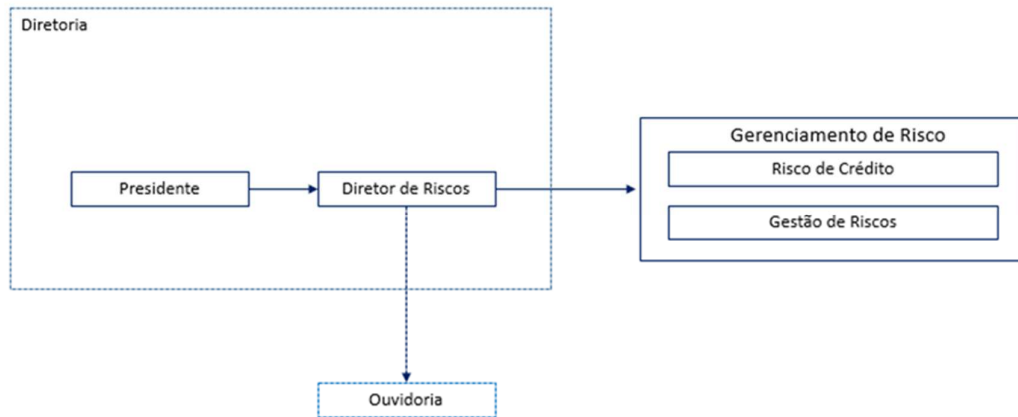 Diretoria
Gerenciamento de Risco
Risco de Crédito
Presidente
Diretor de Riscos
Gestão de Riscos
Ouvidoria